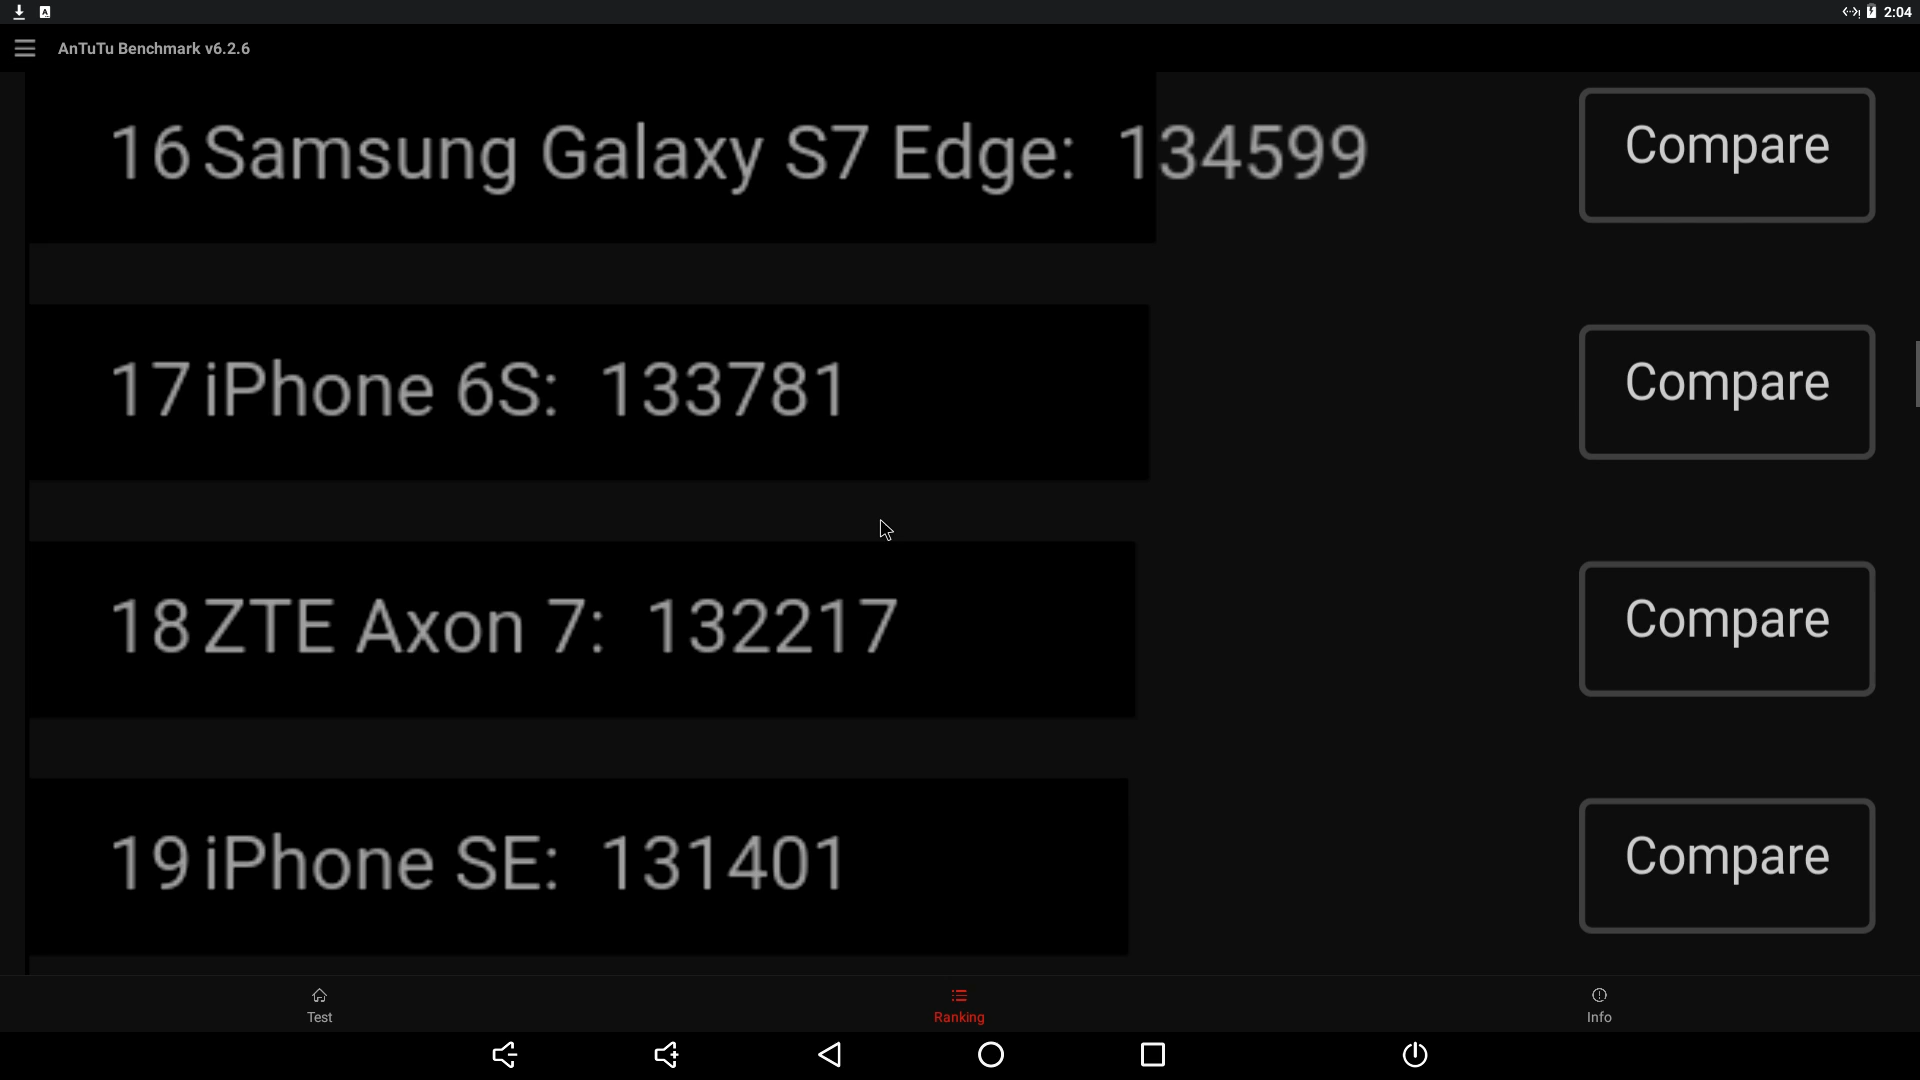 2:04
AnTuTu Benchmark v6.2.6
16 Samsung Galaxy S7 Edge: 134599 Compare
17 iPhone 6S: 133781 Compare
18 ZTE Axon 7: 132217 Compare
19 iPhone SE: 131401 Compare
Test Ranking Info